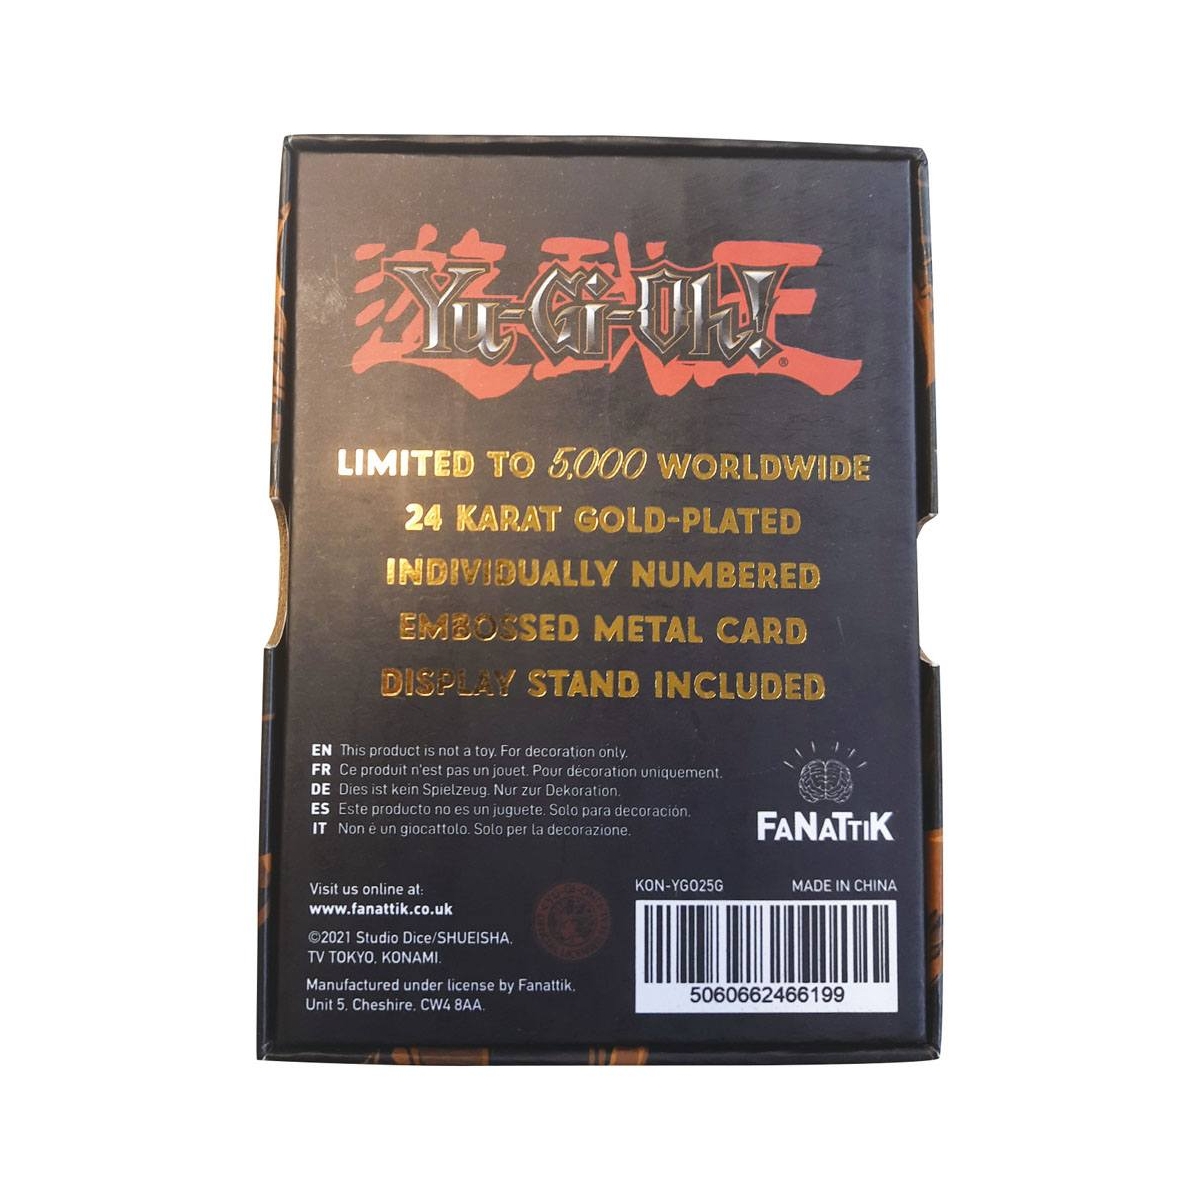 遊戯王
Yu-Gi-Oh!
®
LIMITED TO 5,000 WORLDWIDE
24 KARAT GOLD-PLATED
INDIVIDUALLY NUMBERED
EMBOSSED METAL CARD
DISPLAY STAND INCLUDED
EN This product is not a toy. For decoration only.
FR Ce produit n'est pas un jouet. Pour décoration uniquement.
DE Dies ist kein Spielzeug. Nur zur Dekoration.
ES Este producto no es un juguete. Solo para decoración.
IT Non è un giocattolo. Solo per la decorazione.
FANATTIK
Visit us online at:
www.fanattik.co.uk
©2021 Studio Dice/SHUEISHA,
TV TOKYO, KONAMI.
Manufactured under license by Fanattik,
Unit 5, Cheshire, CW4 8AA.
KON-YGO25G MADE IN CHINA
5060662466199